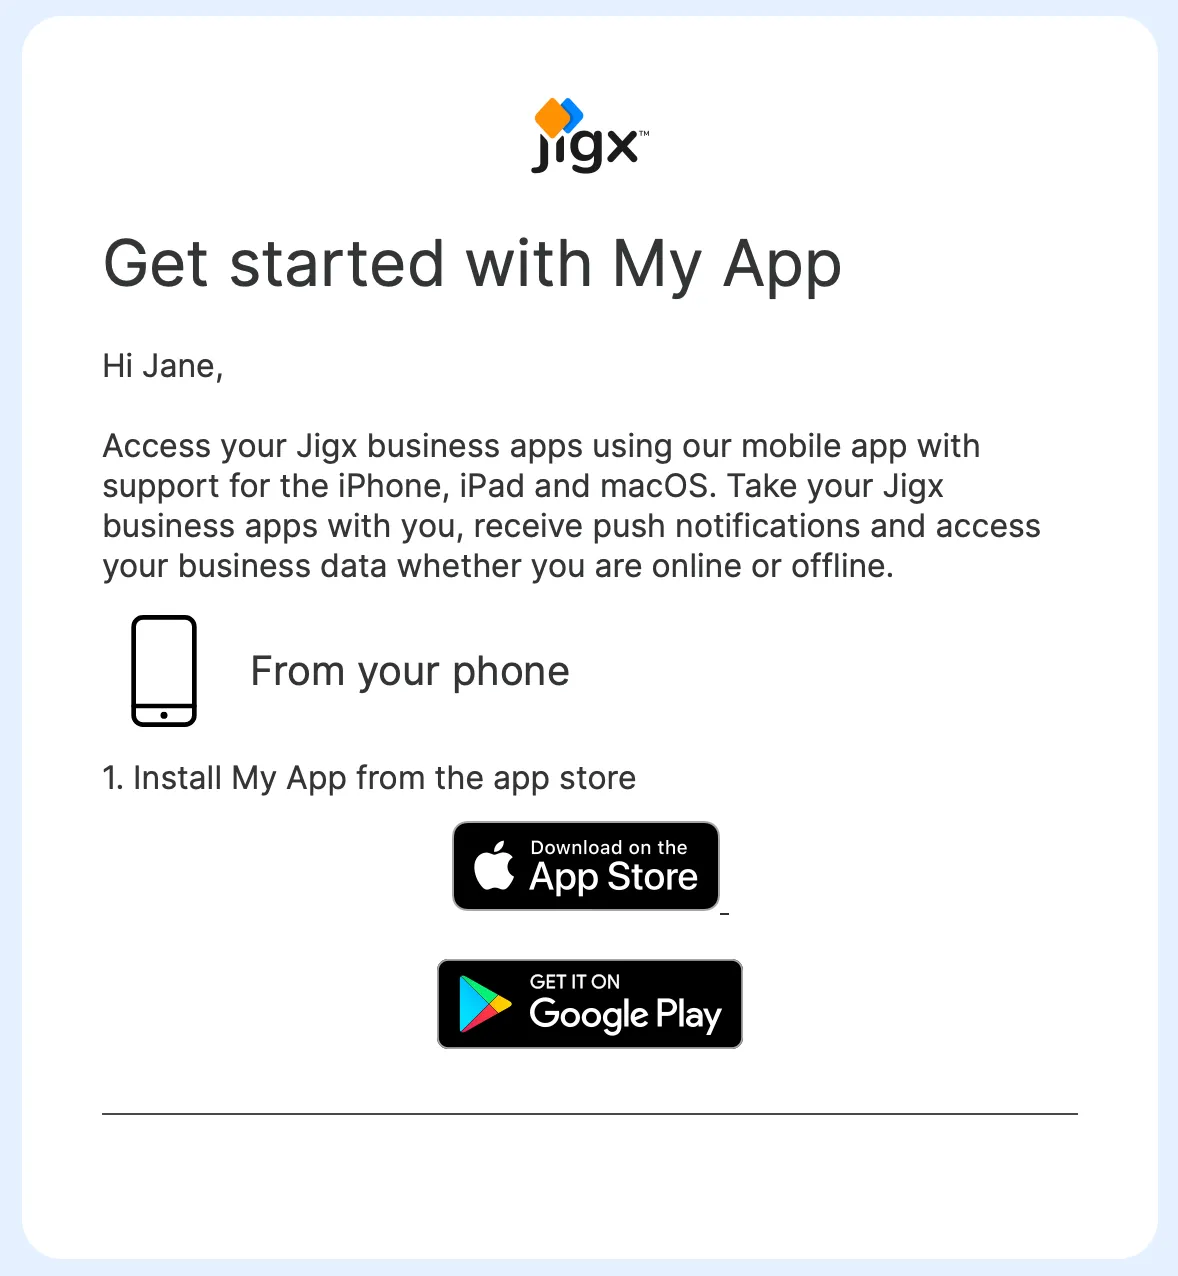 jigx™
Get started with My App
Hi Jane,
Access your Jigx business apps using our mobile app with
support for the iPhone, iPad and macOS. Take your Jigx
business apps with you, receive push notifications and access
your business data whether you are online or offline.
From your phone
1. Install My App from the app store
Download on the
App Store
GET IT ON
Google Play